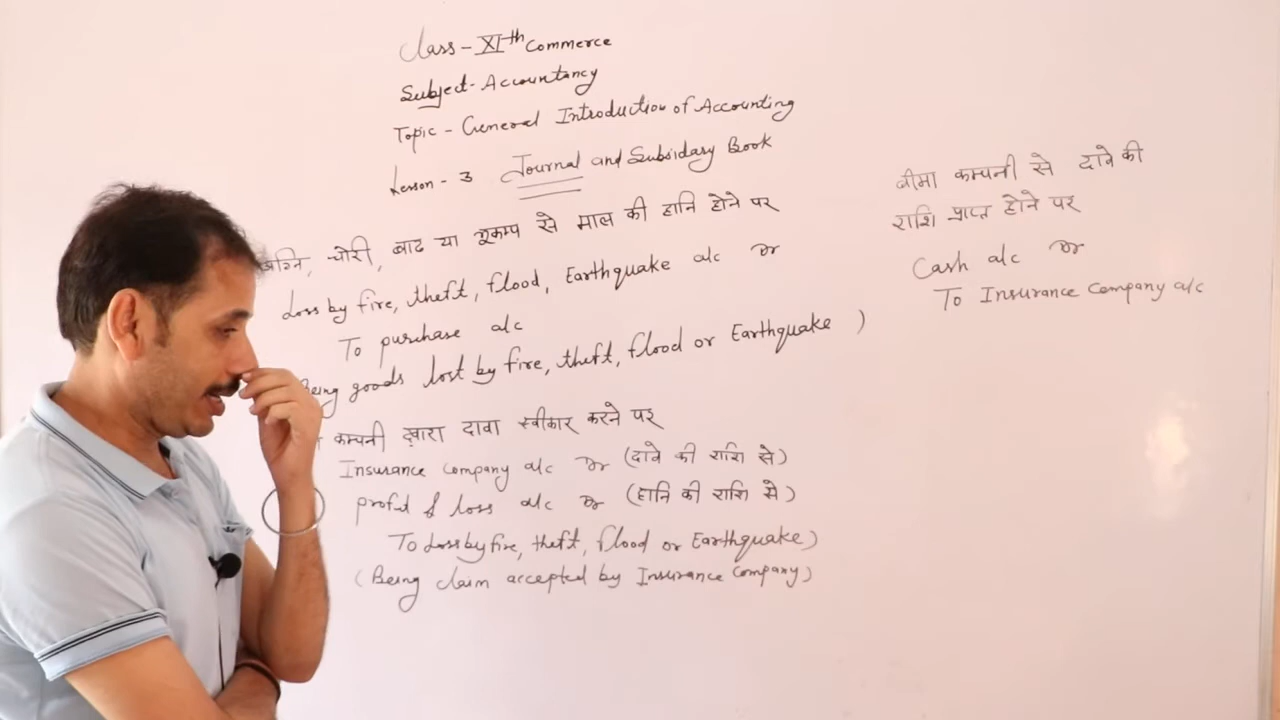 Class - XIth Commerce
Subject - Accountancy
Topic - General Introduction of Accounting
Lesson - 3 Journal and Subsidary Book
अग्नि, चोरी, बाढ या भूकम्प से माल की हानि होने पर
Loss by fire, theft, flood, Earthquake a/c Dr
To purchase a/c
Being goods lost by fire, theft, flood or Earthquake )
कम्पनी द्वारा दावा स्वीकार करने पर
Insurance Company a/c Dr (दावे की राशि से)
profit & loss a/c Dr (हानि की राशि से)
To Loss by fire, theft, flood or Earthquake)
(Being claim accepted by Insurance Company)
बीमा कम्पनी से दावे की
राशि प्राप्त होने पर
Cash a/c Dr
To Insurance Company a/c